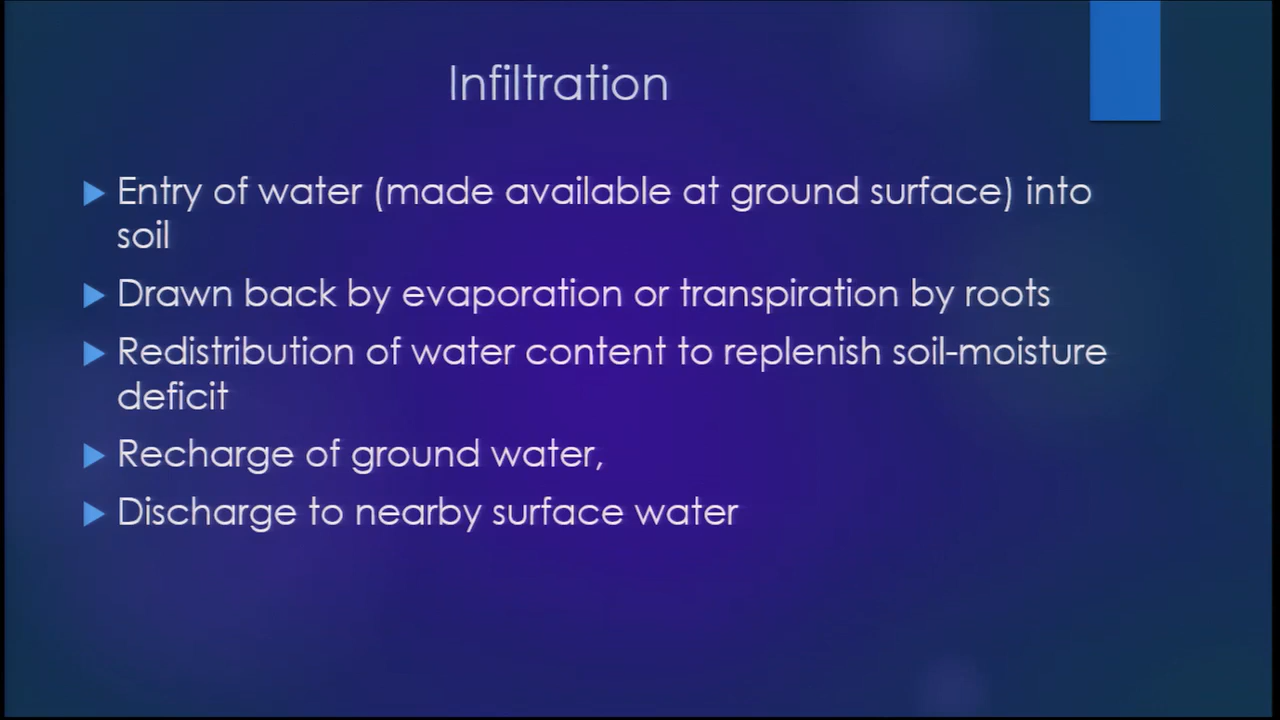 Infiltration
Entry of water (made available at ground surface) into
soil
Drawn back by evaporation or transpiration by roots
Redistribution of water content to replenish soil-moisture
deficit
Recharge of ground water,
Discharge to nearby surface water